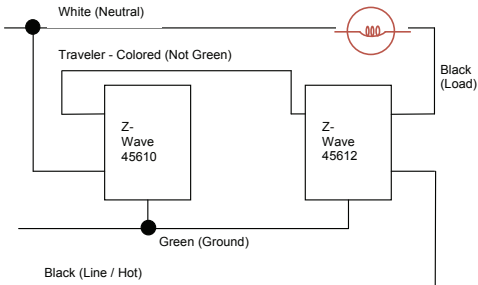 White (Neutral)
Traveler - Colored (Not Green)
Black
(Load)
Z-
Wave
45610
Z-
Wave
45612
Green (Ground)
Black (Line / Hot)